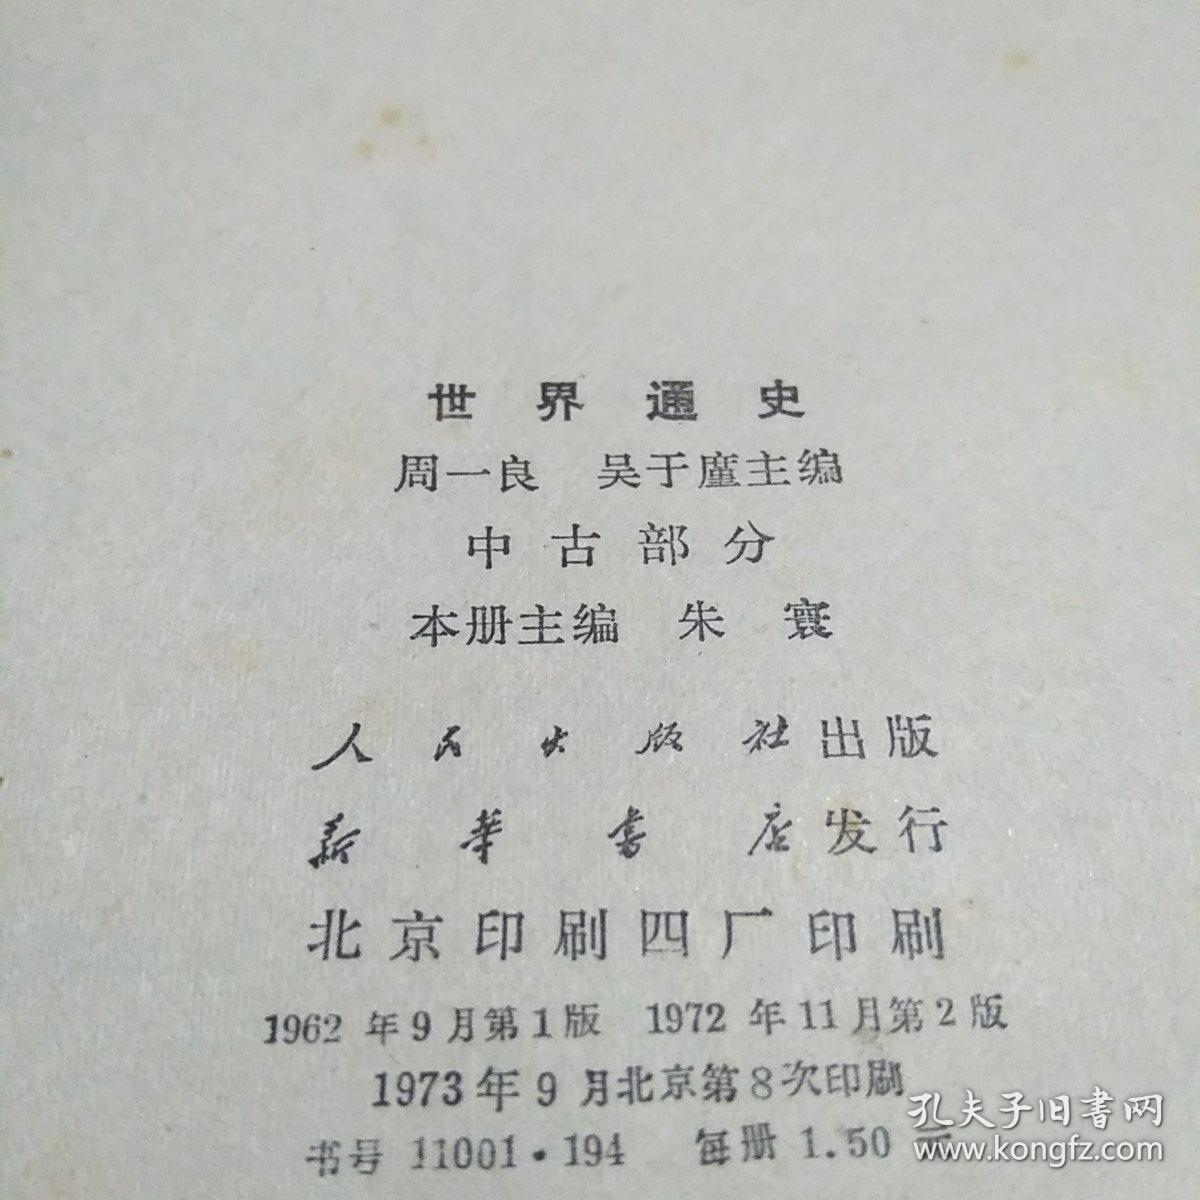 世界通史
周一良 吴于廑主编
中古部分
本册主编 朱寰
人民出版社出版
新华书店发行
北京印刷四厂印刷
1962年9月第1版 1972年11月第2版
1973年9月北京第8次印刷
书号 11001·194 每册 1.50 元
孔夫子旧书网
www.kongfz.com